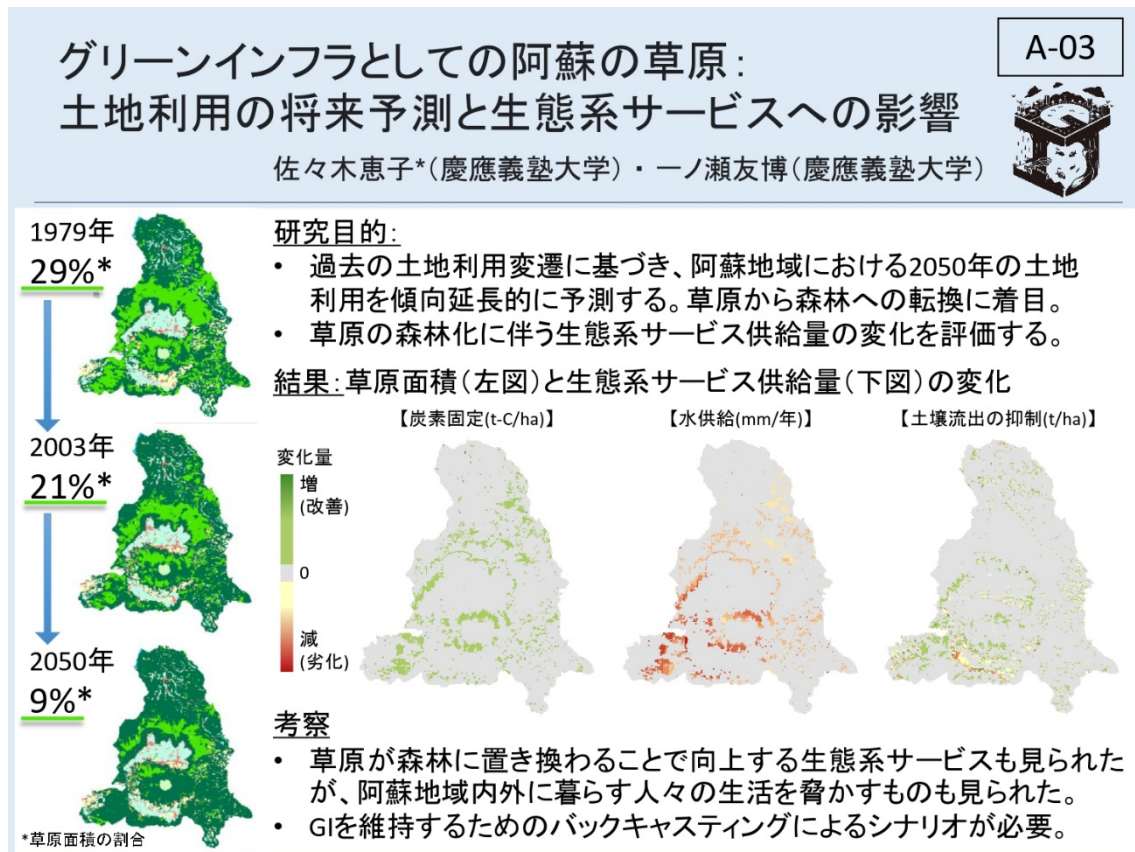 グリーンインフラとしての阿蘇の草原：
土地利用の将来予測と生態系サービスへの影響
A-03
佐々木恵子*（慶應義塾大学）・一ノ瀬友博（慶應義塾大学）
1979年
29%*
2003年
21%*
2050年
9%*
*草原面積の割合
研究目的：
• 過去の土地利用変遷に基づき、阿蘇地域における2050年の土地
利用を傾向延長的に予測する。草原から森林への転換に着目。
• 草原の森林化に伴う生態系サービス供給量の変化を評価する。
結果：草原面積（左図）と生態系サービス供給量（下図）の変化
【炭素固定(t-C/ha)】
【水供給(mm/年)】
【土壌流出の抑制(t/ha)】
変化量
増
(改善)
0
減
(劣化)
考察
• 草原が森林に置き換わることで向上する生態系サービスも見られた
が、阿蘇地域内外に暮らす人々の生活を脅かすものも見られた。
• GIを維持するためのバックキャスティングによるシナリオが必要。